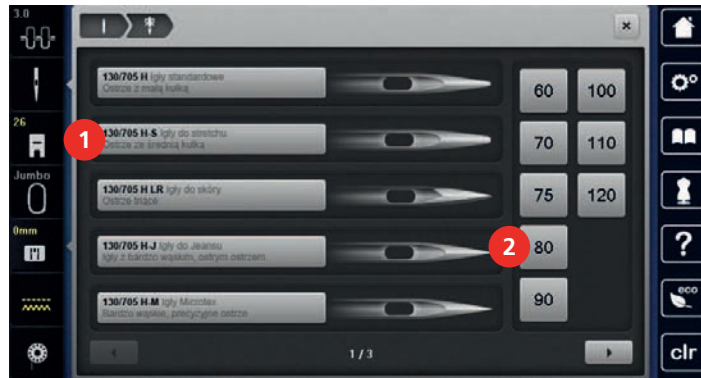 3.0
26
Jumbo
0mm
130/705 H Igły standardowe
Ostrze z małą kulką
130/705 H-S Igły do stretchu
Ostrze ze średnią kulką
130/705 H LR Igły do skóry
Ostrze tnące
130/705 H-J Igły do Jeansu
Igły z bardzo wąskim, ostrym ostrzem
130/705 H-M Igły Microtex
Bardzo wąskie, precyzyjne ostrze
1
2
60 100
70 110
75 120
80
90
1 / 3
?
eco
clr